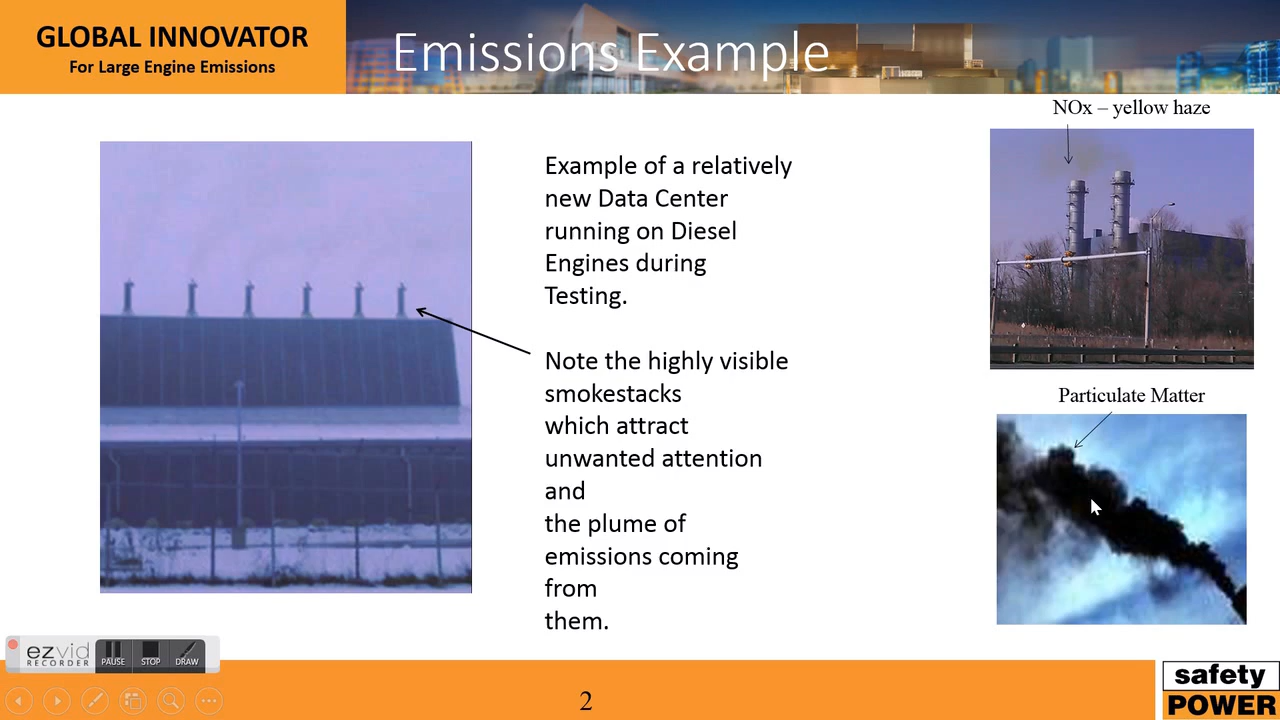 GLOBAL INNOVATOR
For Large Engine Emissions
Emissions Example
NOx – yellow haze
Example of a relatively
new Data Center
running on Diesel
Engines during
Testing.
Note the highly visible
smokestacks
which attract
unwanted attention
and
the plume of
emissions coming
from
them.
Particulate Matter
ezvid
RECORDER
PAUSE
STOP
DRAW
2
safety
POWER